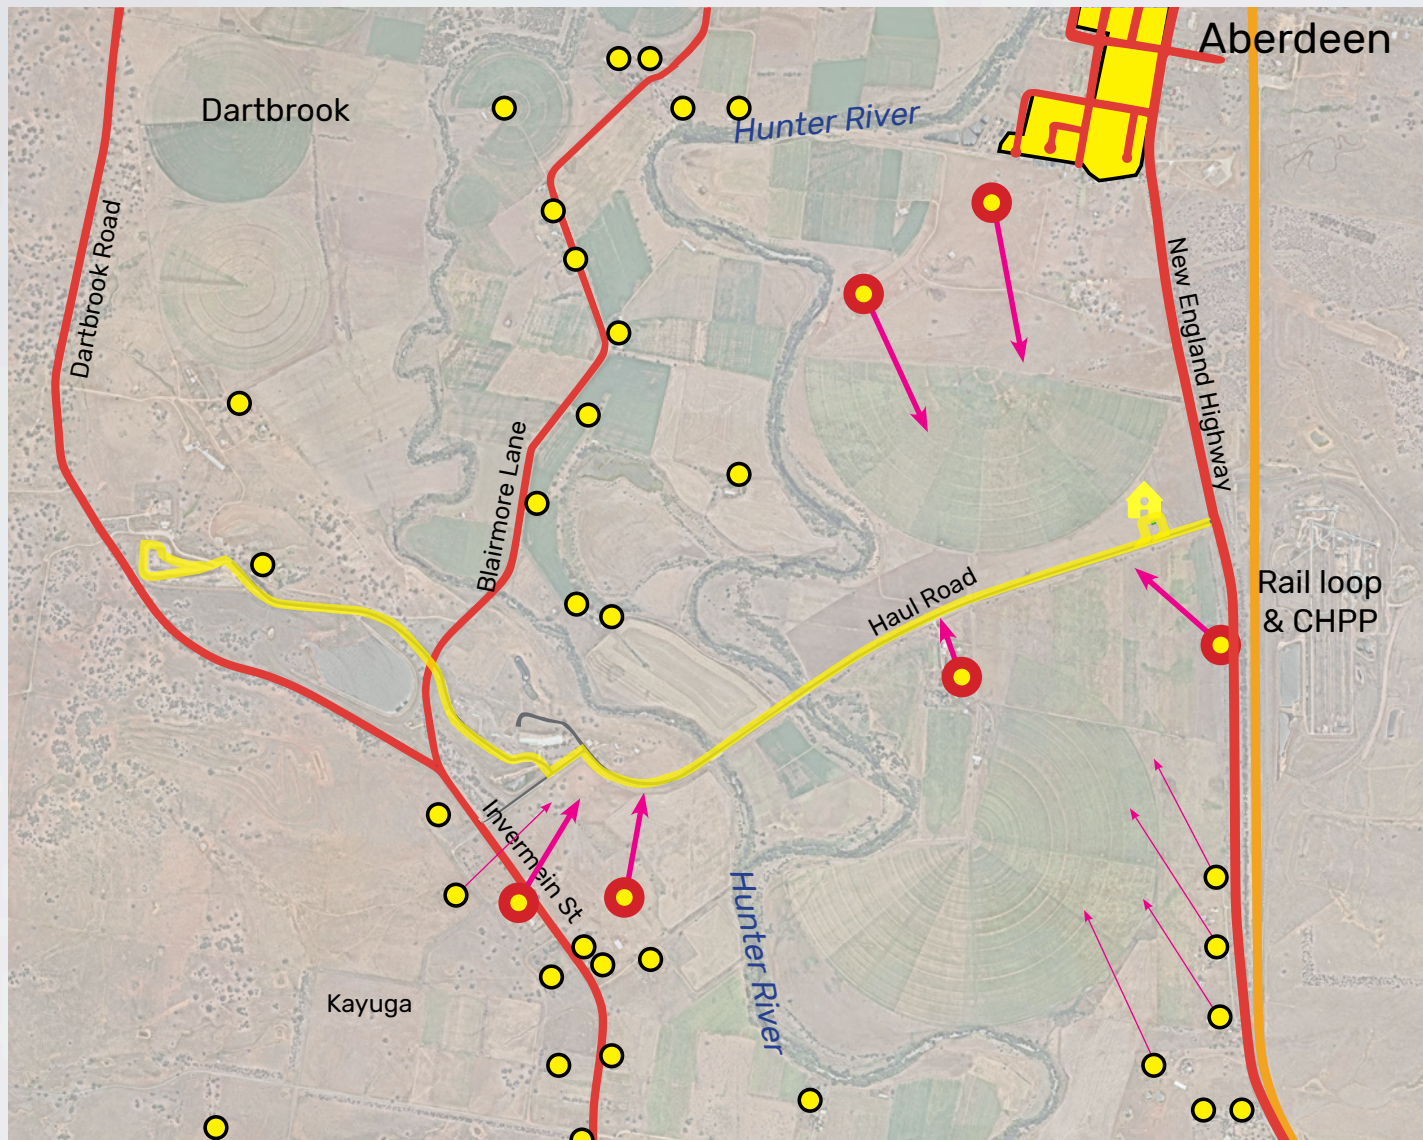 Aberdeen
Dartbrook
Hunter River
Dartbrook Road
New England Highway
Blairmore Lane
Haul Road
Rail loop
& CHPP
Invermein St
Hunter River
Kayuga